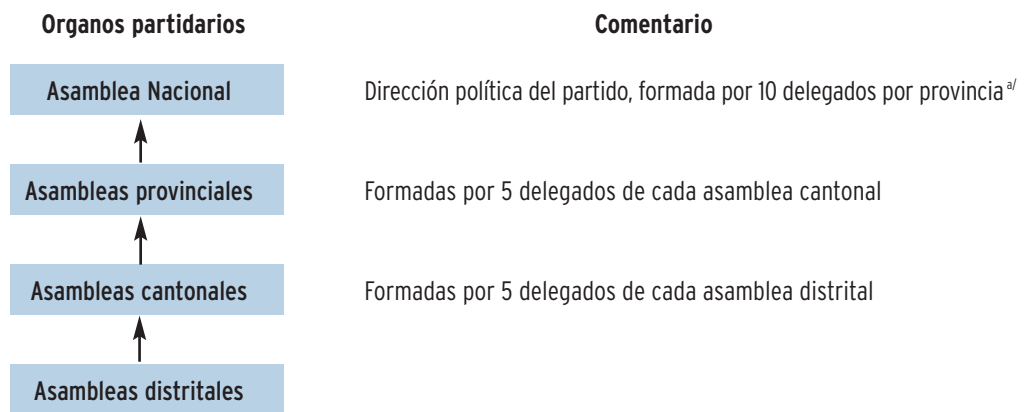 Organos partidarios Comentario
Asamblea Nacional Dirección política del partido, formada por 10 delegados por provincia a/
Asambleas provinciales Formadas por 5 delegados de cada asamblea cantonal
Asambleas cantonales Formadas por 5 delegados de cada asamblea distrital
Asambleas distritales